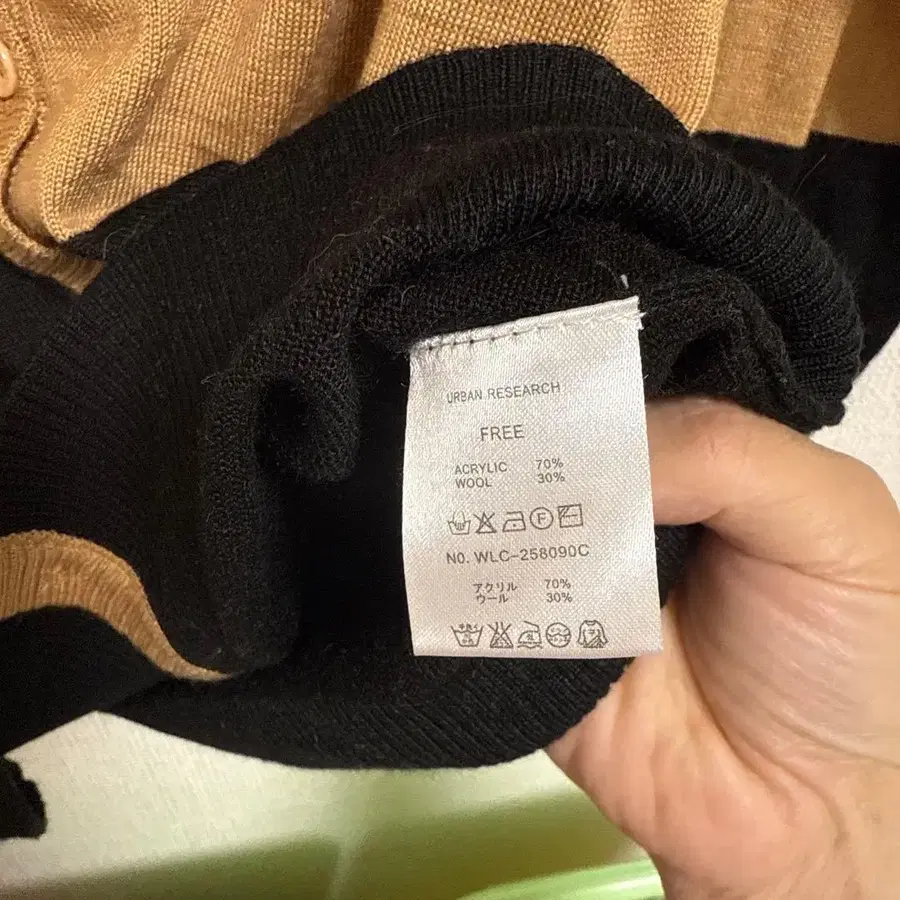 URBAN RESEARCH
FREE
ACRYLIC 70%
WOOL 30%
NO. WLC-258090C
アクリル 70%
ウール 30%